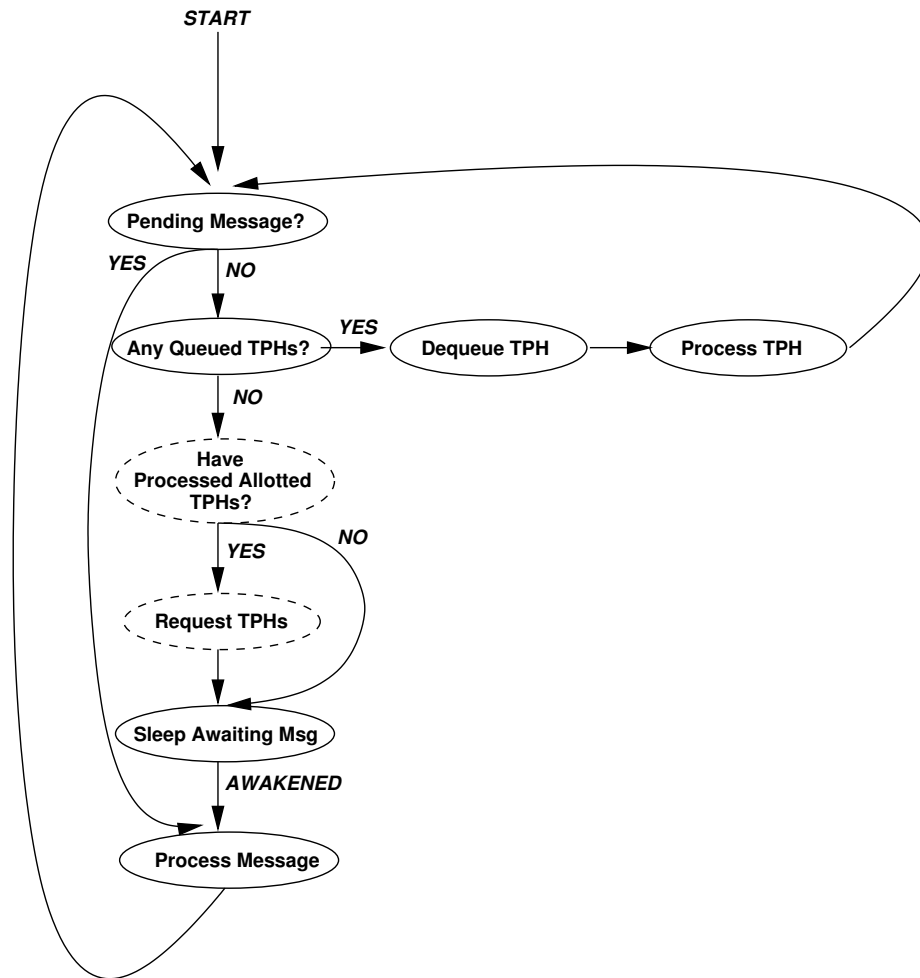 START
Pending Message?
YES
NO
Any Queued TPHs?
YES
Dequeue TPH
Process TPH
NO
Have
Processed Allotted
TPHs?
YES
NO
Request TPHs
Sleep Awaiting Msg
AWAKENED
Process Message